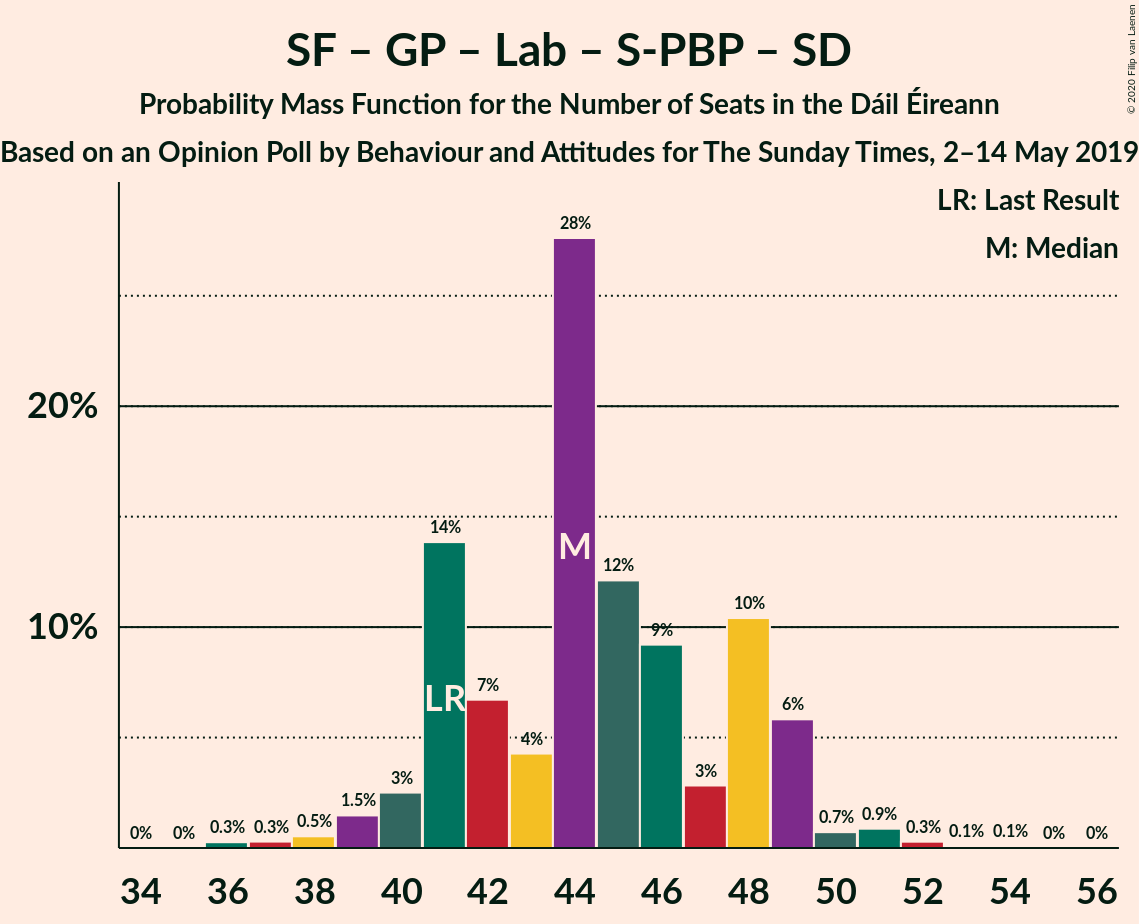 SF – GP – Lab – S-PBP – SD
Probability Mass Function for the Number of Seats in the Dáil Éireann
Based on an Opinion Poll by Behaviour and Attitudes for The Sunday Times, 2–14 May 2019
© 2020 Filip van Laenen
LR: Last Result
M: Median
20%
10%
0% 0% 0.3% 0.3% 0.5% 1.5% 3% 14% 7% 4% 28% 12% 9% 3% 10% 6% 0.7% 0.9% 0.3% 0.1% 0.1% 0% 0%
LR
M
34 36 38 40 42 44 46 48 50 52 54 56